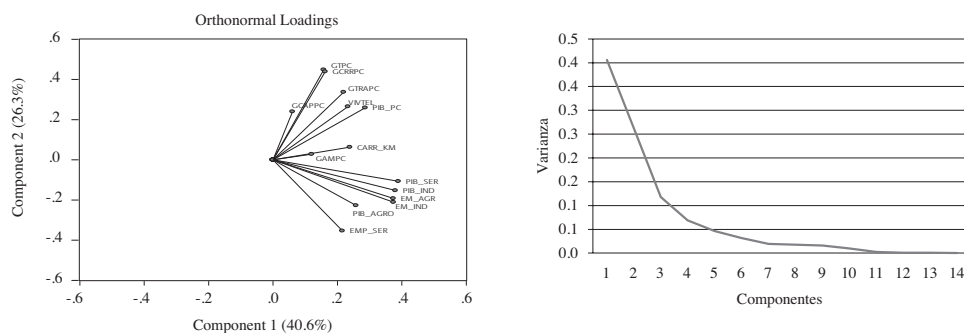 Orthonormal Loadings
Component 2 (26.3%)
.6
.4
.2
.0
-.2
-.4
-.6
GTPC
GCRRPC
GTRAPC
GCAPPC
VIVTEL
PIB_PC
CARR_KM
GAMPC
PIB_SER
PIB_IND
EM_AGR
EM_IND
PIB_AGRO
EMP_SER
-.6 -.4 -.2 .0 .2 .4 .6
Component 1 (40.6%)
Varianza
0.5
0.4
0.4
0.3
0.3
0.2
0.2
0.1
0.1
0.0
1 2 3 4 5 6 7 8 9 10 11 12 13 14
Componentes